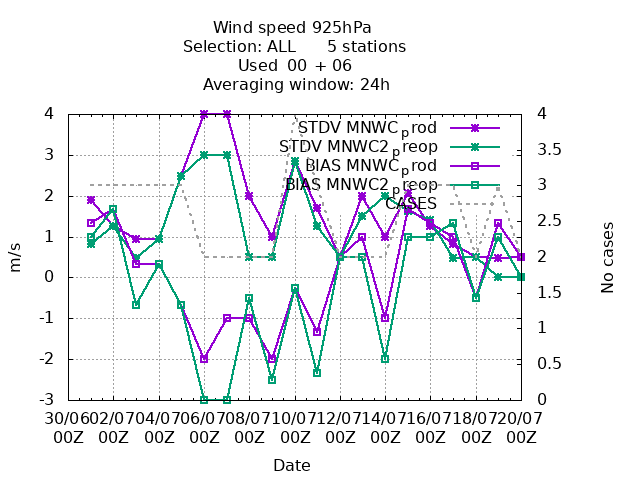 Wind speed 925hPa
Selection: ALL 5 stations
Used 00 + 06
Averaging window: 24h
4 4
3 3.5
2 3
1 2.5
0 2
-1 1.5
-2 1
-3 0.5
0
STDV MNWC_prod
STDV MNWC2_preop
BIAS MNWC_prod
BIAS MNWC2_preop
CASES
m/s
No cases
30/06 02/07 04/07 06/07 08/07 10/07 12/07 14/07 16/07 18/07 20/07
00Z 00Z 00Z 00Z 00Z 00Z 00Z 00Z 00Z 00Z 00Z
Date